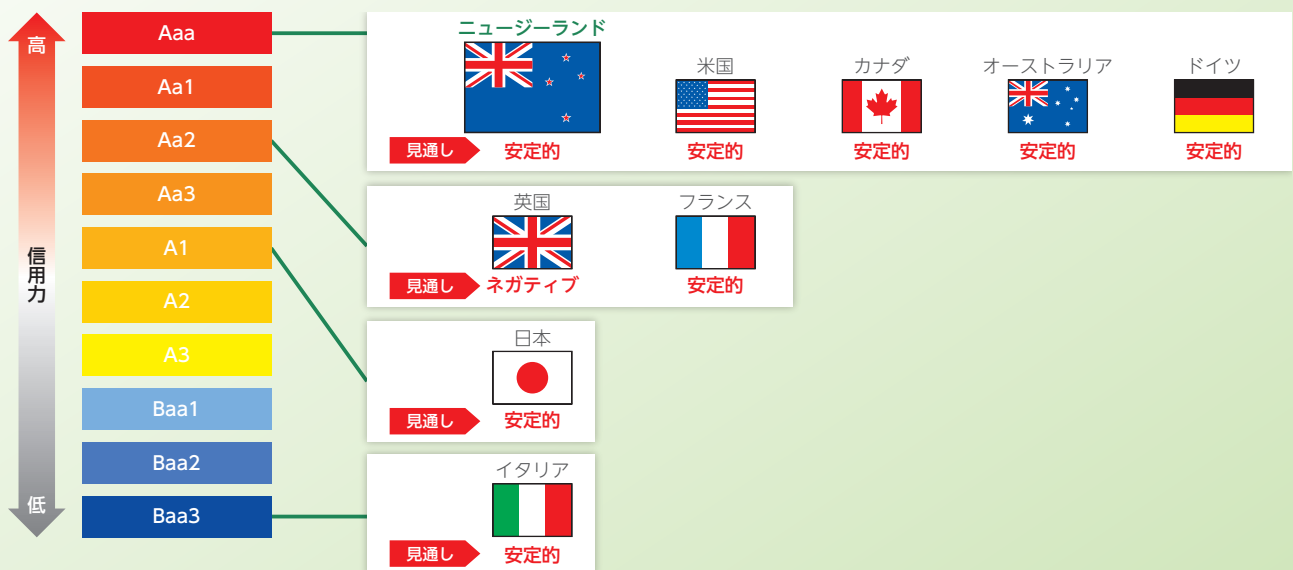 高
信用力
低
Aaa
Aa1
Aa2
Aa3
A1
A2
A3
Baa1
Baa2
Baa3
ニュージーランド
米国
カナダ
オーストラリア
ドイツ
見通し 安定的 安定的 安定的 安定的 安定的
英国 フランス
見通し ネガティブ 安定的
日本
見通し 安定的
イタリア
見通し 安定的